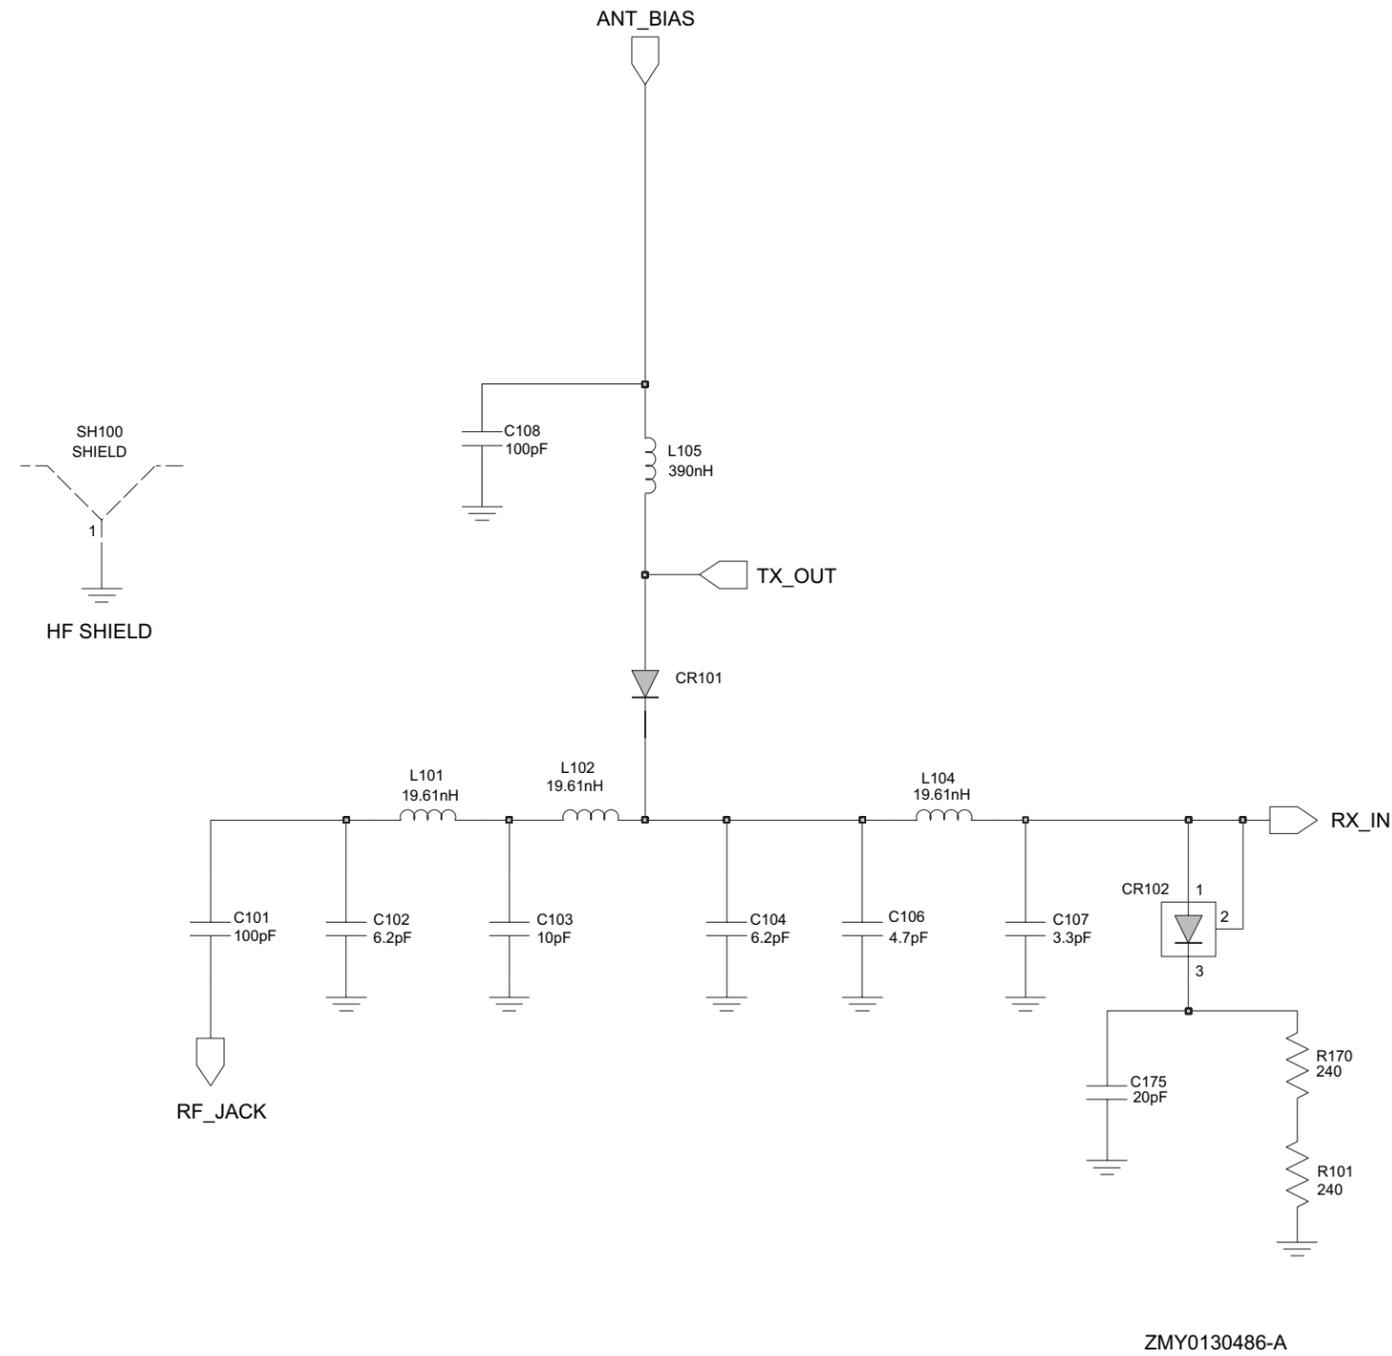 ANT_BIAS
SH100
SHIELD
1
HF SHIELD
C108
100pF
L105
390nH
TX_OUT
CR101
L101
19.61nH
L102
19.61nH
L104
19.61nH
RX_IN
C101
100pF
C102
6.2pF
C103
10pF
C104
6.2pF
C106
4.7pF
C107
3.3pF
CR102
1
2
3
RF_JACK
C175
20pF
R170
240
R101
240
ZMY0130486-A